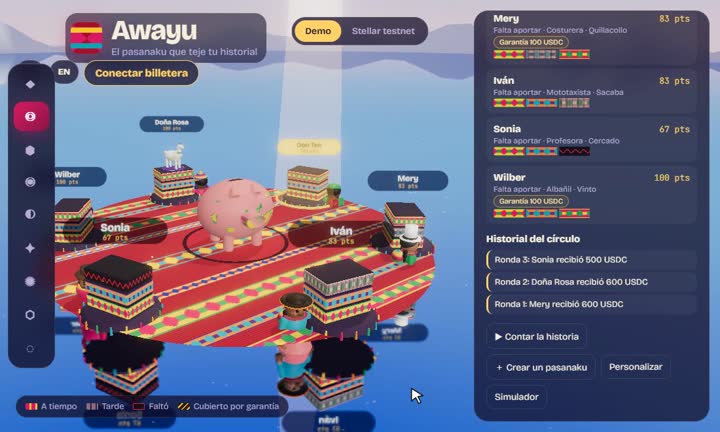 Awayu
El pasanaku que teje tu historial
Demo
Stellar testnet
EN
Conectar billetera
Doña Rosa
100 pts
Don Teo
Wilber
100 pts
Mery
83 pts
Sonia
67 pts
Iván
83 pts
A tiempo
Tarde
Faltó
Cubierto por garantía
Mery
83 pts
Falta aportar · Costurera · Quillacollo
Garantía 100 USDC
Iván
83 pts
Falta aportar · Mototaxista · Sacaba
Sonia
67 pts
Falta aportar · Profesora · Cercado
Wilber
100 pts
Falta aportar · Albañil · Vinto
Garantía 100 USDC
Historial del círculo
Ronda 3: Sonia recibió 500 USDC
Ronda 2: Doña Rosa recibió 600 USDC
Ronda 1: Mery recibió 600 USDC
▶ Contar la historia
+ Crear un pasanaku
Personalizar
Simulador